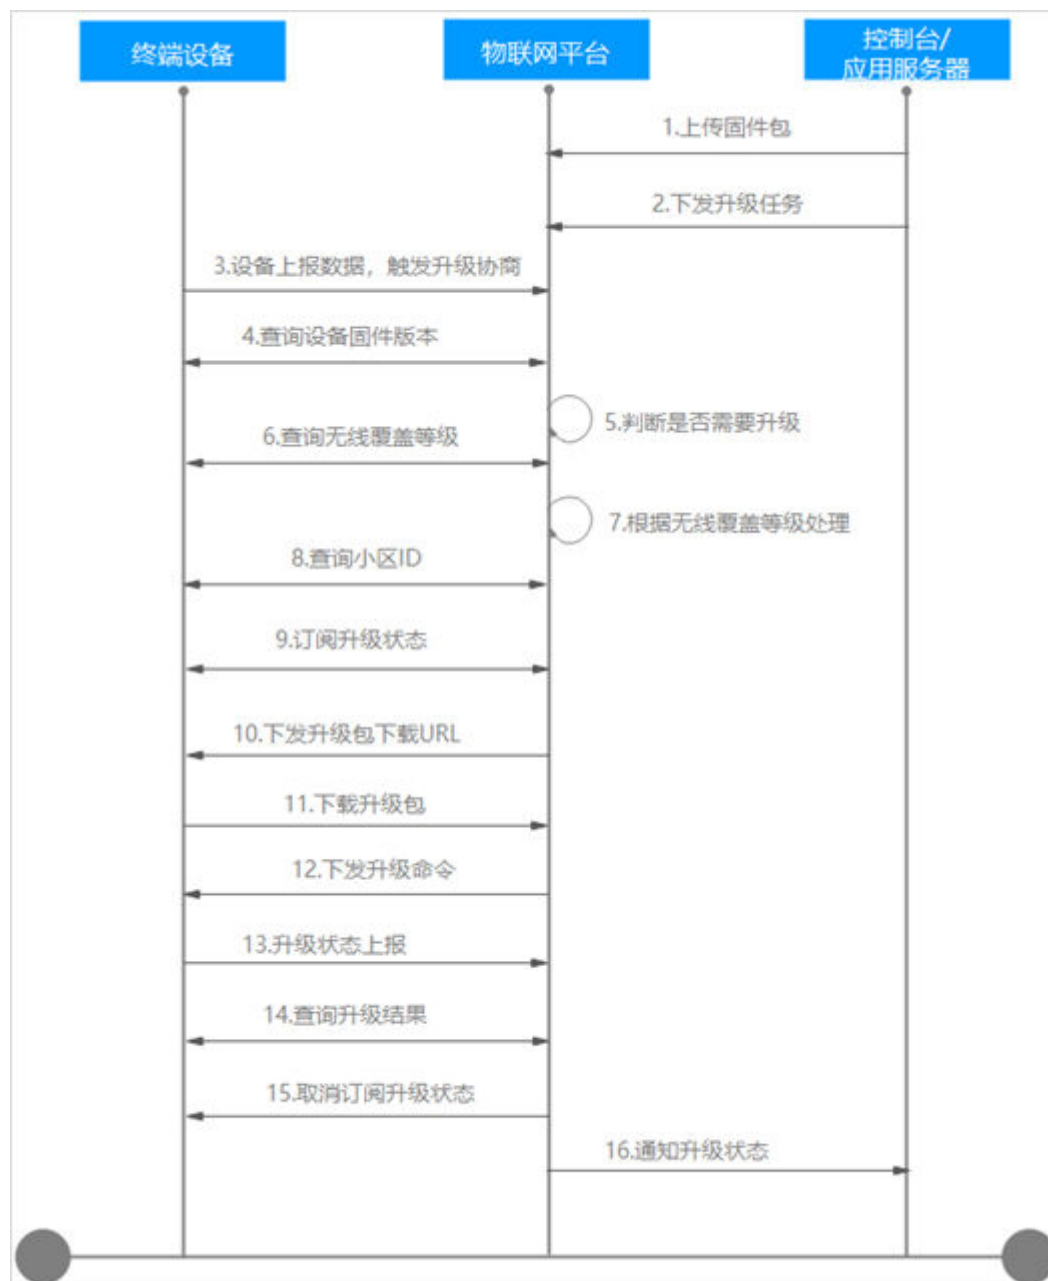 终端设备
物联网平台
控制台/
应用服务器
1.上传固件包
2.下发升级任务
3.设备上报数据，触发升级协商
4.查询设备固件版本
5.判断是否需要升级
6.查询无线覆盖等级
7.根据无线覆盖等级处理
8.查询小区ID
9.订阅升级状态
10.下发升级包下载URL
11.下载升级包
12.下发升级命令
13.升级状态上报
14.查询升级结果
15.取消订阅升级状态
16.通知升级状态